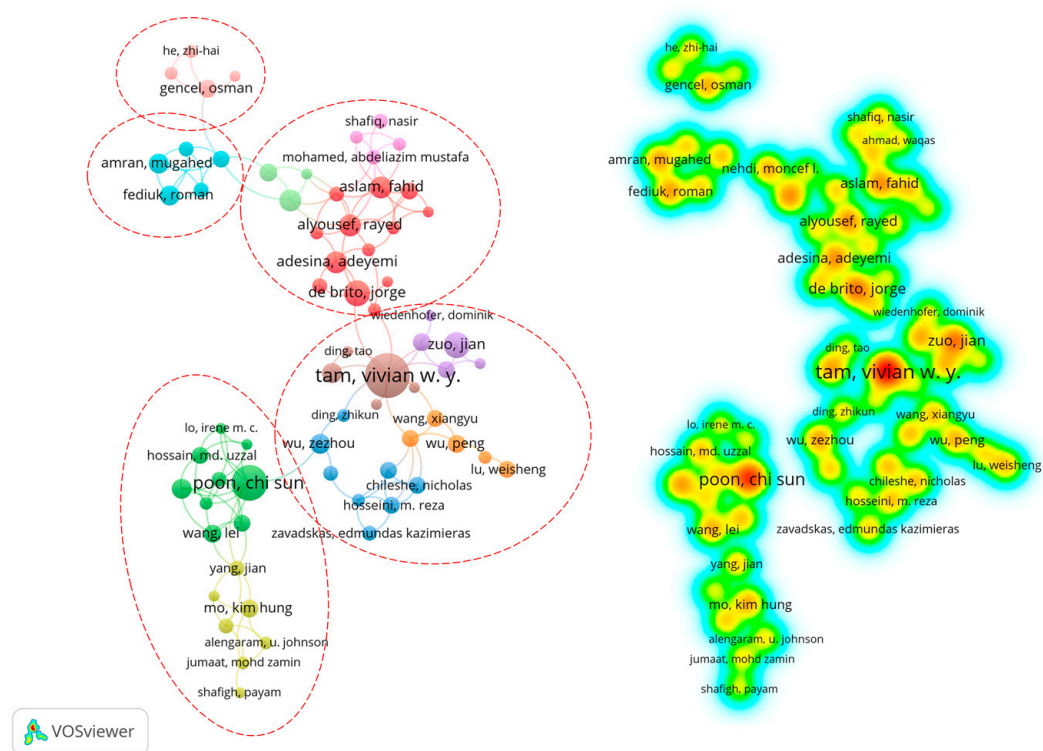 he, zhi-hai
gencel, osman
amran, mugahed
fediuk, roman
shafiq, nasir
mohamed, abdeliazim mustafa
aslam, fahid
alyousef, rayed
adesina, adeyemi
de brito, jorge
wiedenhofer, dominik
zuo, jian
ding, tao
tam, vivian w. y.
ding, zhikun
wang, xiangyu
wu, zezhou
wu, peng
lu, weisheng
chileshe, nicholas
hosseini, m. reza
zavadskas, edmundas kazimieras
lo, irene m. c.
hossain, md. uzzal
poon, chi sun
wang, lei
yang, jian
mo, kim hung
alengaram, u. johnson
jumaat, mohd zamin
shafigh, payam
VOSviewer
he, zhi-hai
gencel, osman
shafiq, nasir
ahmad, waqas
amran, mugahed
nehdi, moncef l.
fediuk, roman
aslam, fahid
alyousef, rayed
adesina, adeyemi
de brito, jorge
wiedenhofer, dominik
zuo, jian
ding, tao
tam, vivian w. y.
ding, zhikun
wang, xiangyu
wu, zezhou
wu, peng
lu, weisheng
chileshe, nicholas
hosseini, m. reza
zavadskas, edmundas kazimieras
lo, irene m. c.
hossain, md. uzzal
poon, chi sun
wang, lei
yang, jian
mo, kim hung
alengaram, u. johnson
jumaat, mohd zamin
shafigh, payam